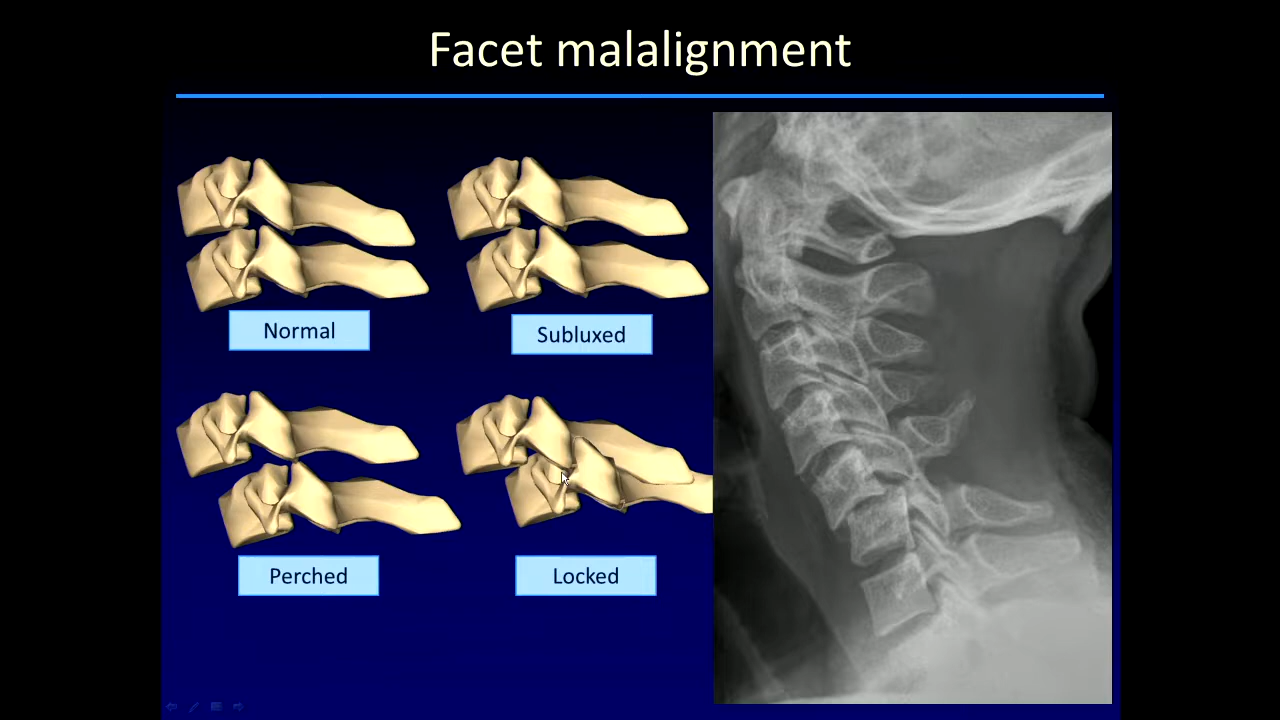 Facet malalignment
Normal
Subluxed
Perched
Locked